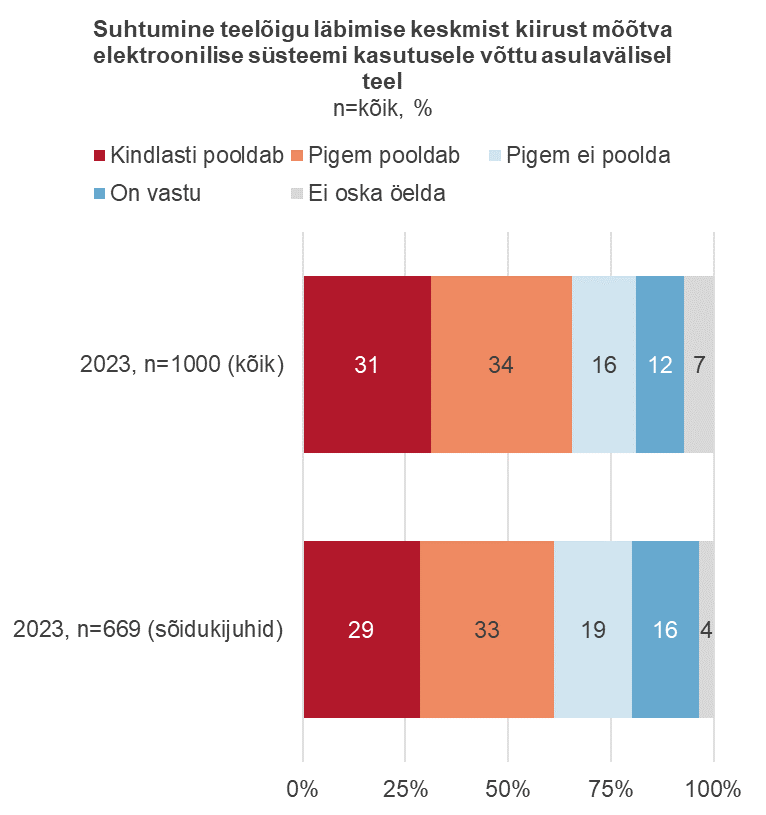 Suhtumine teelõigu läbimise keskmist kiirust mõõtva
elektroonilise süsteemi kasutusele võttu asulavälisel
teel
n=kõik, %
Kindlasti pooldab Pigem pooldab Pigem ei poolda
On vastu Ei oska öelda
2023, n=1000 (kõik) 31 34 16 12 7
2023, n=669 (sõidukijuhid) 29 33 19 16 4
0% 25% 50% 75% 100%